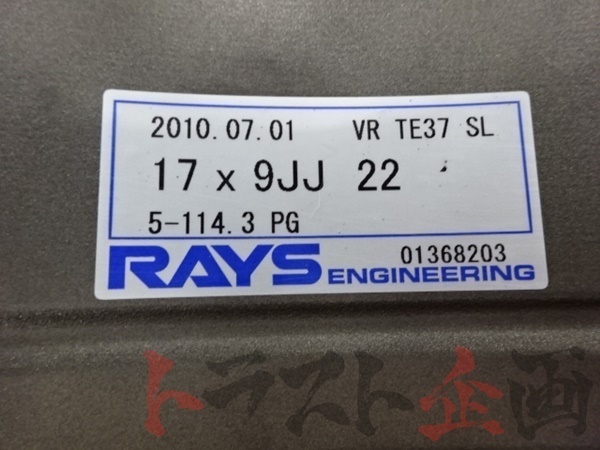 2010.07.01 VR TE37 SL
17 x 9JJ 22
5-114.3 PG
01368203
RAYS ENGINEERING
トラスト企画